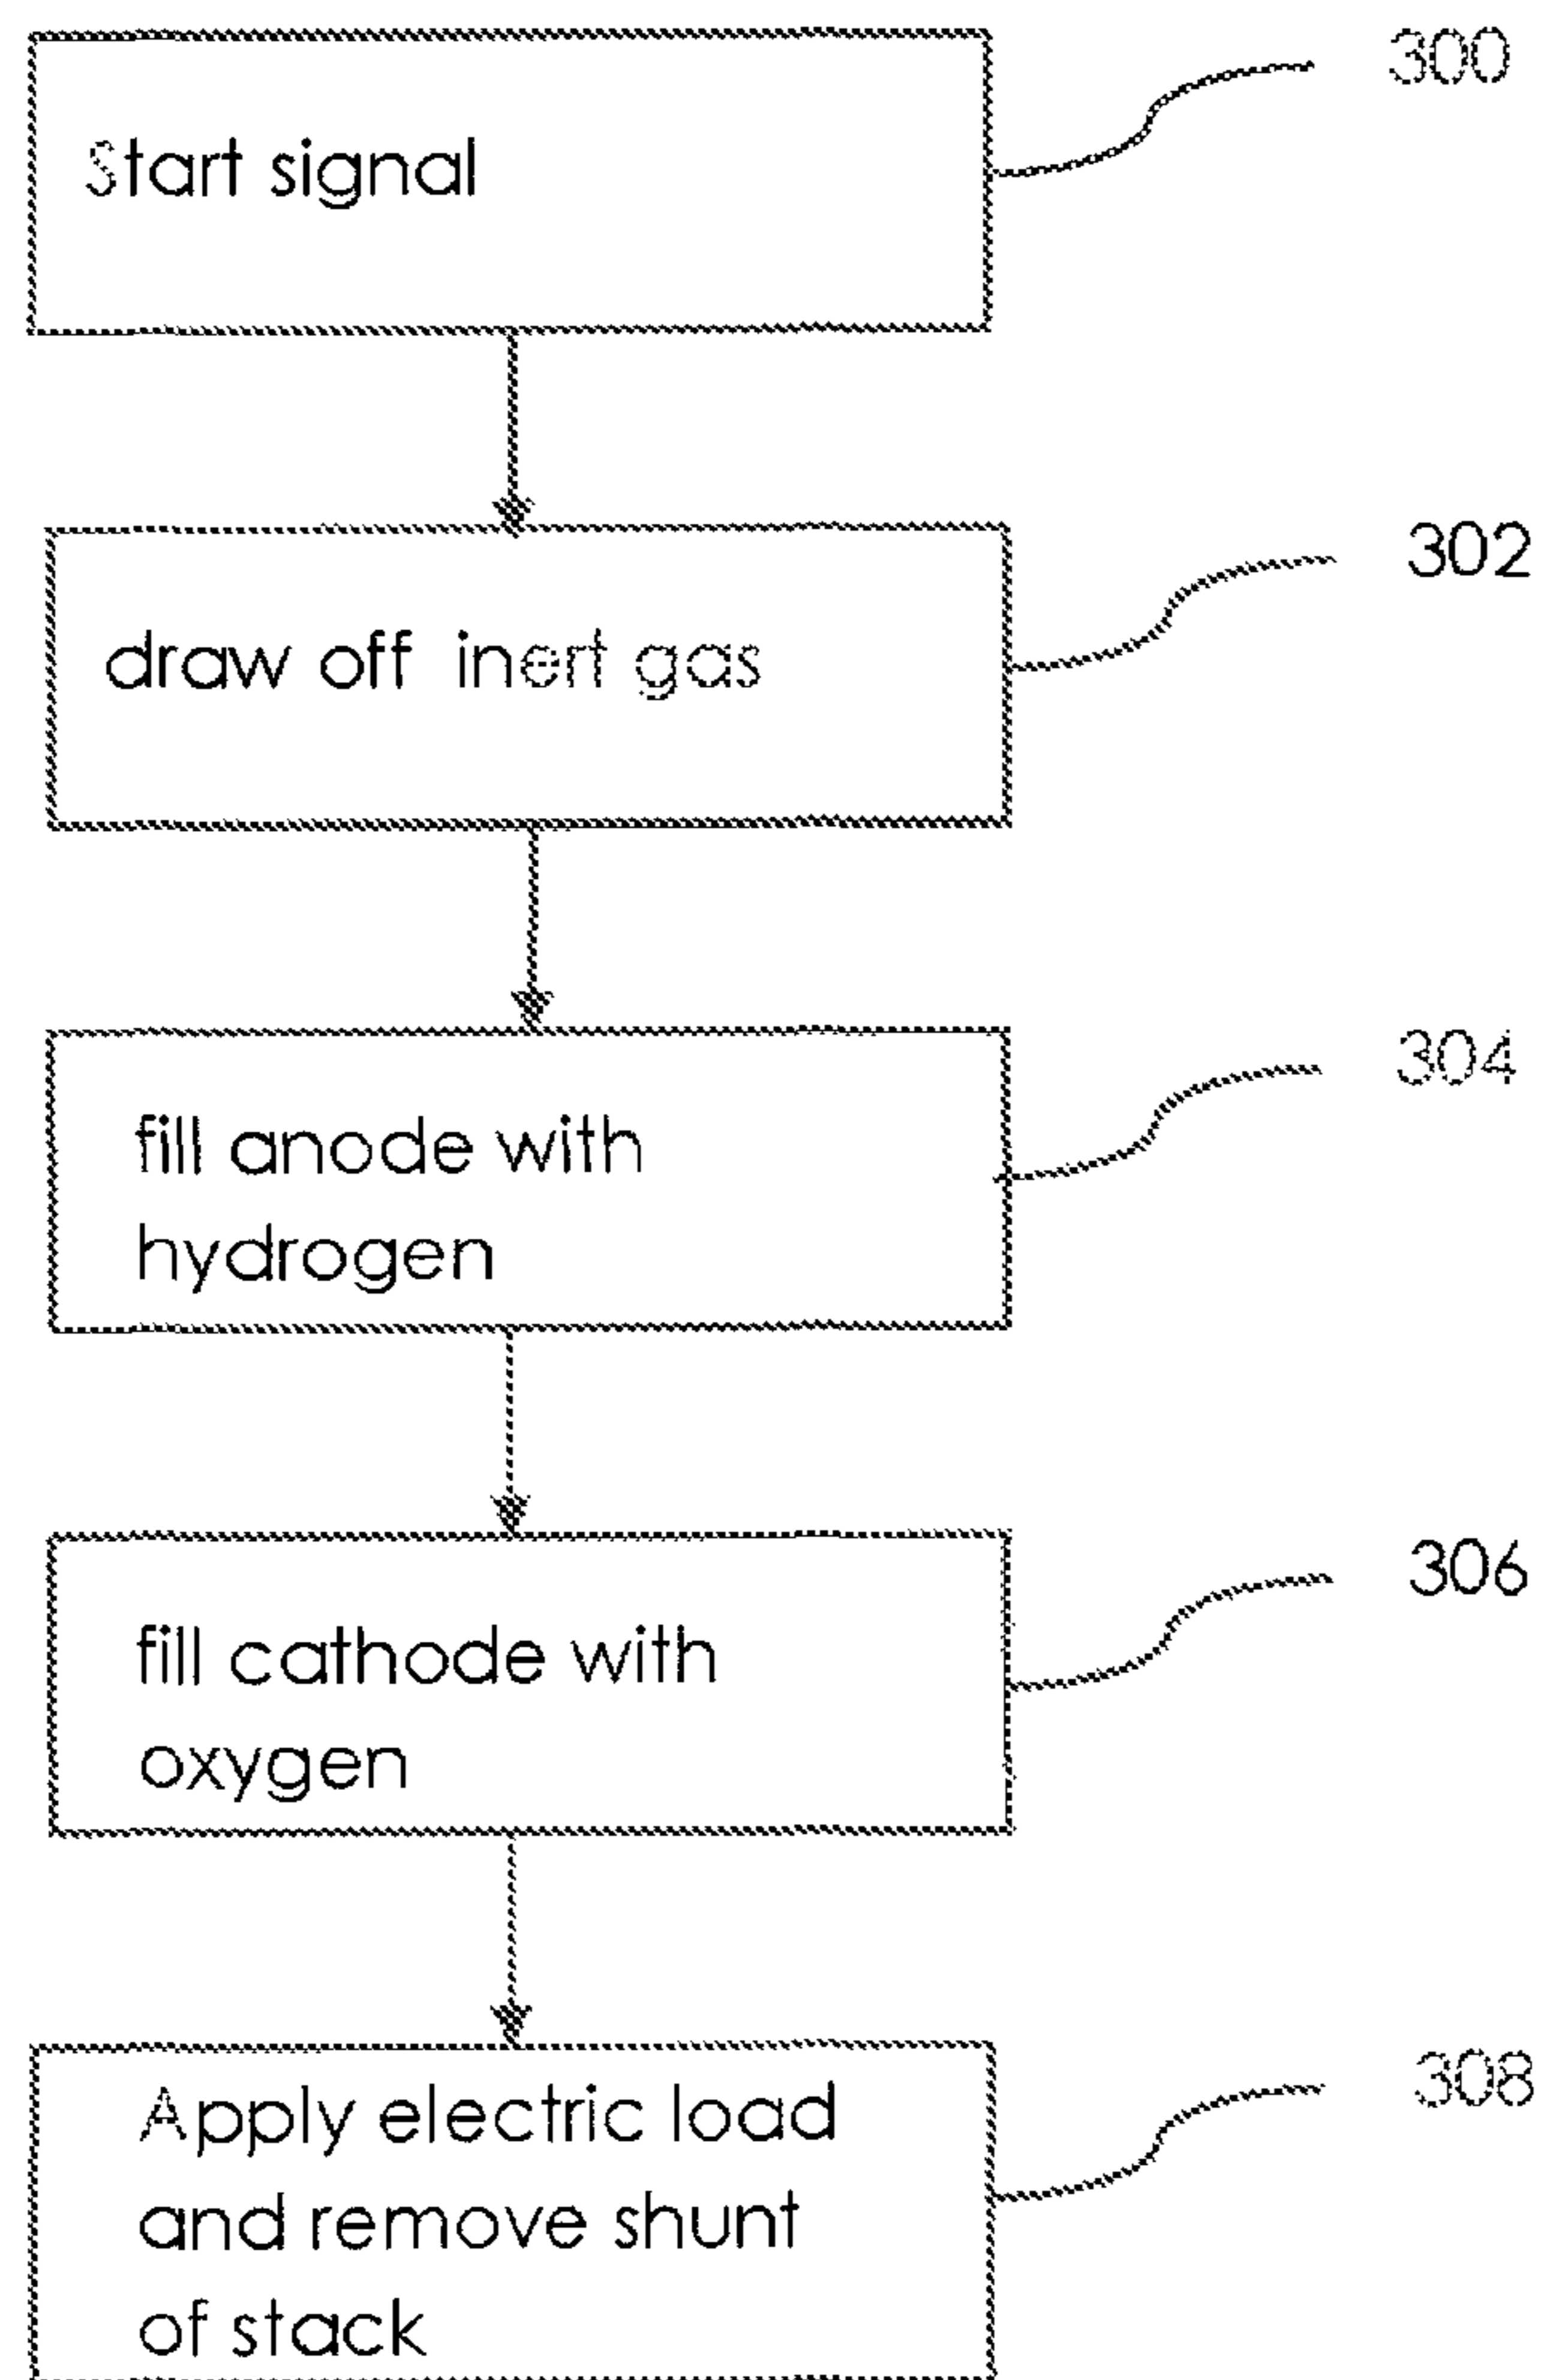 300
Start signal
302
draw off inert gas
304
fill anode with
hydrogen
306
fill cathode with
oxygen
308
Apply electric load
and remove shunt
of stack